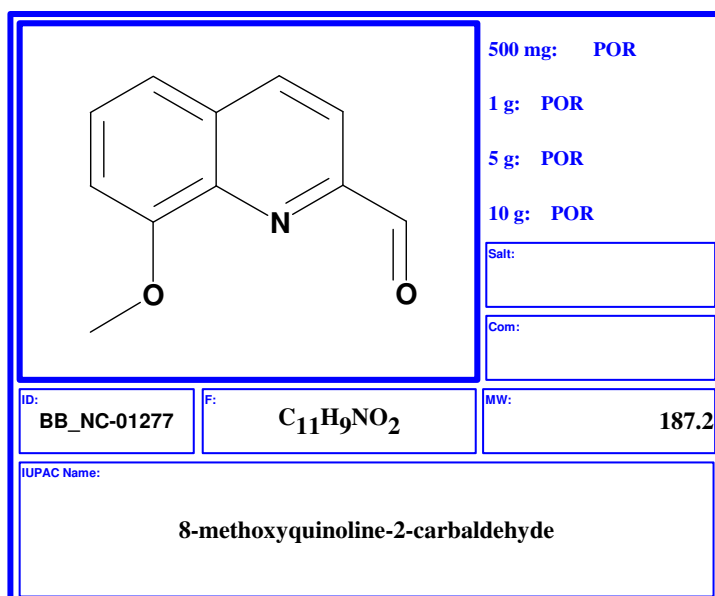 500 mg: POR
1 g: POR
5 g: POR
10 g: POR
N
O
O
Salt:
Com:
ID:
BB_NC-01277
F:
C11H9NO2
MW:
187.2
IUPAC Name:
8-methoxyquinoline-2-carbaldehyde